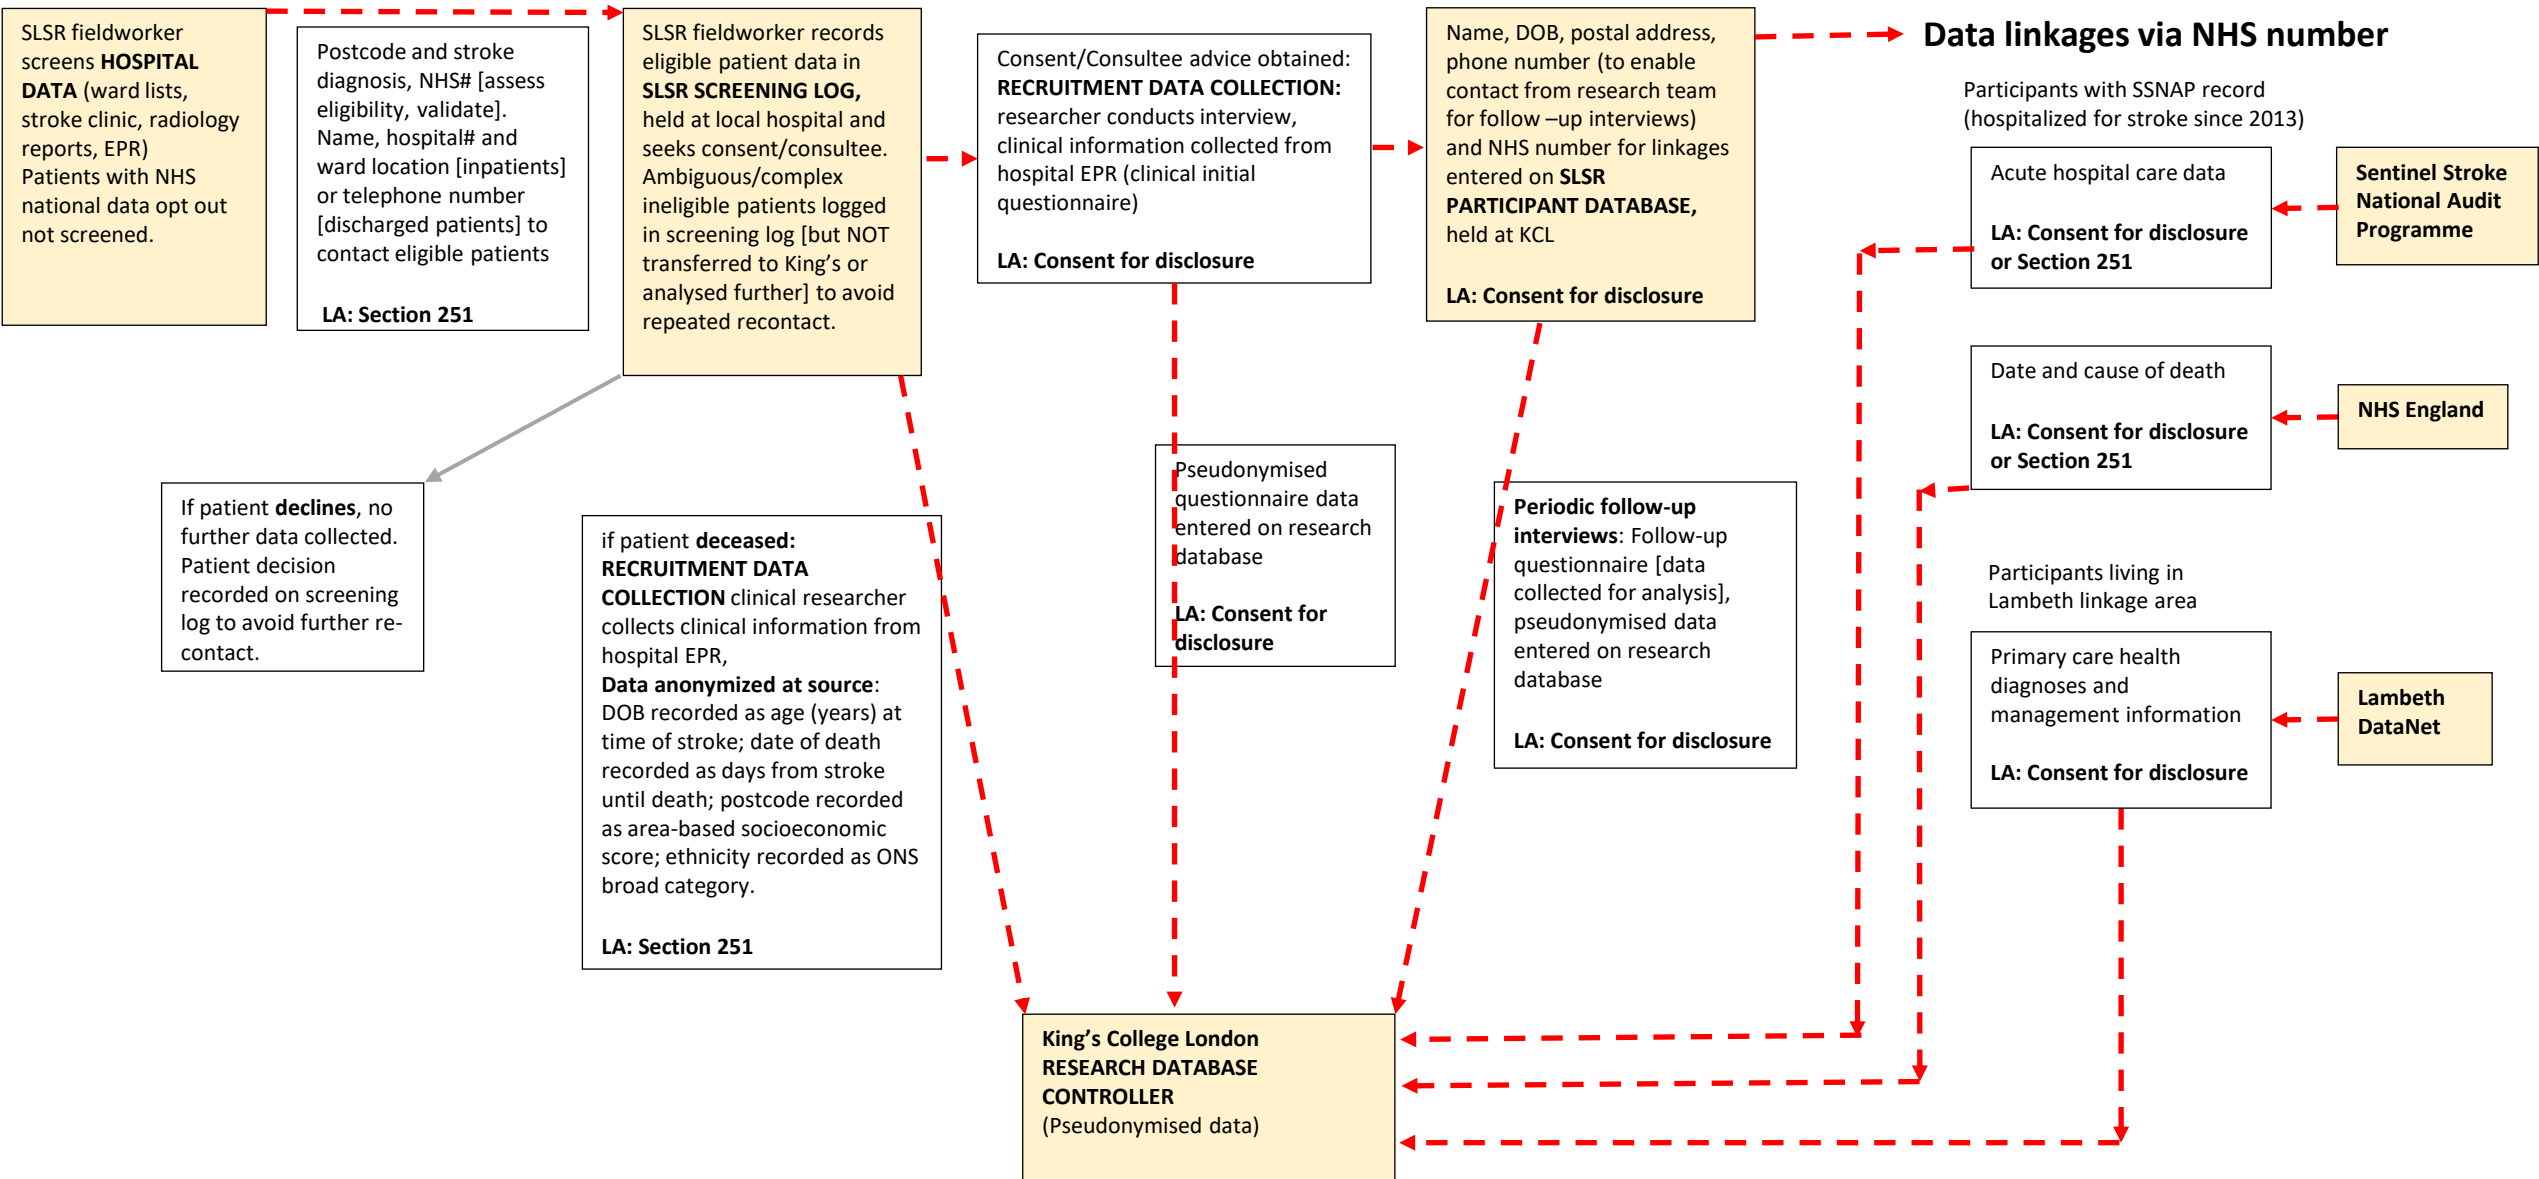 SLSR fieldworker
screens HOSPITAL
DATA (ward lists,
stroke clinic, radiology
reports, EPR)
Patients with NHS
national data opt out
not screened.
Postcode and stroke
diagnosis, NHS# [assess
eligibility, validate].
Name, hospital# and
ward location [inpatients]
or telephone number
[discharged patients] to
contact eligible patients
LA: Section 251
SLSR fieldworker records
eligible patient data in
SLSR SCREENING LOG,
held at local hospital and
seeks consent/consultee.
Ambiguous/complex
ineligible patients logged
in screening log [but NOT
transferred to King's or
analysed further] to avoid
repeated recontact.
Consent/Consultee advice obtained:
RECRUITMENT DATA COLLECTION:
researcher conducts interview,
clinical information collected from
hospital EPR (clinical initial
questionnaire)
LA: Consent for disclosure
Name, DOB, postal address,
phone number (to enable
contact from research team
for follow –up interviews)
and NHS number for linkages
entered on SLSR
PARTICIPANT DATABASE,
held at KCL
LA: Consent for disclosure
Data linkages via NHS number
Participants with SSNAP record
(hospitalized for stroke since 2013)
Acute hospital care data
LA: Consent for disclosure
or Section 251
Sentinel Stroke
National Audit
Programme
Date and cause of death
LA: Consent for disclosure
or Section 251
NHS England
Participants living in
Lambeth linkage area
Primary care health
diagnoses and
management information
LA: Consent for disclosure
Lambeth
DataNet
If patient declines, no
further data collected.
Patient decision
recorded on screening
log to avoid further re-
contact.
if patient deceased:
RECRUITMENT DATA
COLLECTION clinical researcher
collects clinical information from
hospital EPR,
Data anonymized at source:
DOB recorded as age (years) at
time of stroke; date of death
recorded as days from stroke
until death; postcode recorded
as area-based socioeconomic
score; ethnicity recorded as ONS
broad category.
LA: Section 251
Pseudonymised
questionnaire data
entered on research
database
LA: Consent for
disclosure
Periodic follow-up
interviews: Follow-up
questionnaire [data
collected for analysis],
pseudonymised data
entered on research
database
LA: Consent for disclosure
King's College London
RESEARCH DATABASE
CONTROLLER
(Pseudonymised data)